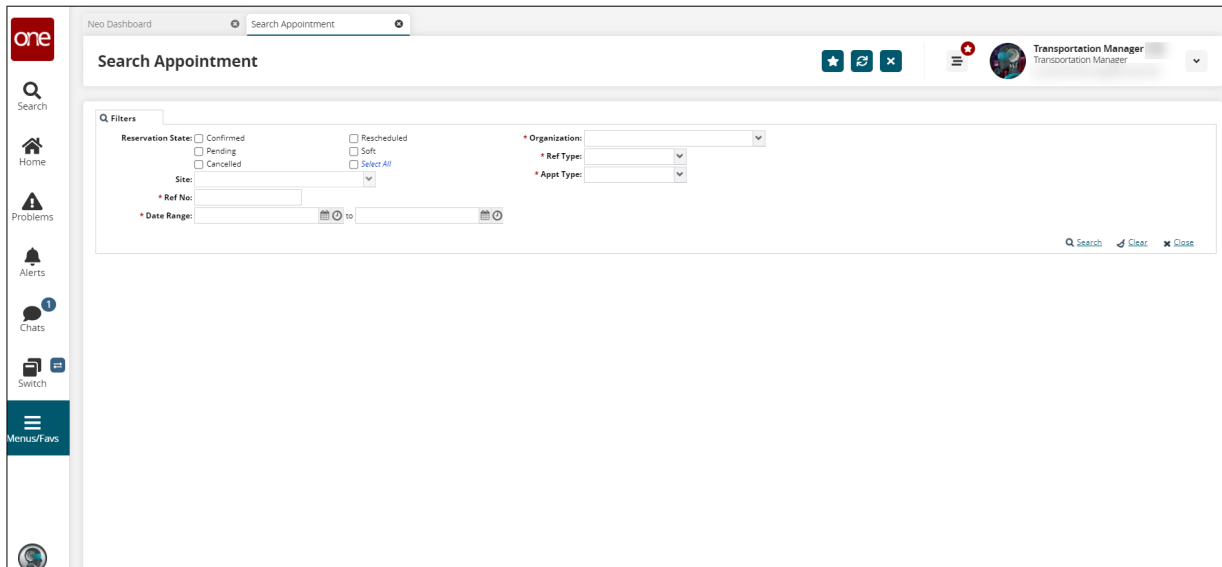 one
Neo Dashboard
Search Appointment
Search Appointment
Transportation Manager
Transportation Manager
Search
Home
Problems
Alerts
1
Chats
Switch
Menus/Favs
Filters
Reservation State: Confirmed Rescheduled
Pending Soft
Cancelled Select All
Site:
* Ref No:
* Date Range: to
* Organization:
* Ref Type:
* Appt Type:
Search Clear Close